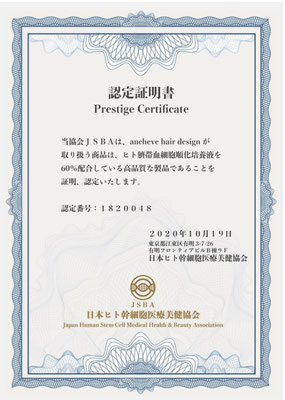 認定証明書
Prestige Certificate
当協会ＪＳＢＡは、ancheve hair design が
取り扱う商品は、ヒト臍帯血細胞順化培養液を
60％配合している高品質な製品であることを
証明、認定いたします。
認定番号：１８２００４８
２０２０年１０月１９日
東京都江東区有明 3-7-26
有明フロンティアビルＢ棟９Ｆ
日本ヒト幹細胞医療美健協会
JSBA
日本ヒト幹細胞医療美健協会
Japan Human Stem Cell Medical Health & Beauty Association